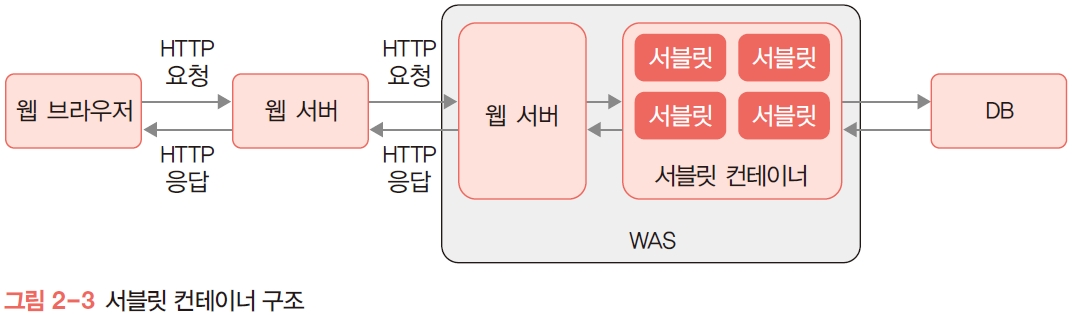 HTTP
요청
HTTP
요청
서블릿 서블릿
웹 브라우저
웹 서버
웹 서버
서블릿 서블릿
DB
HTTP
응답
HTTP
응답
서블릿 컨테이너
WAS
그림 2-3 서블릿 컨테이너 구조